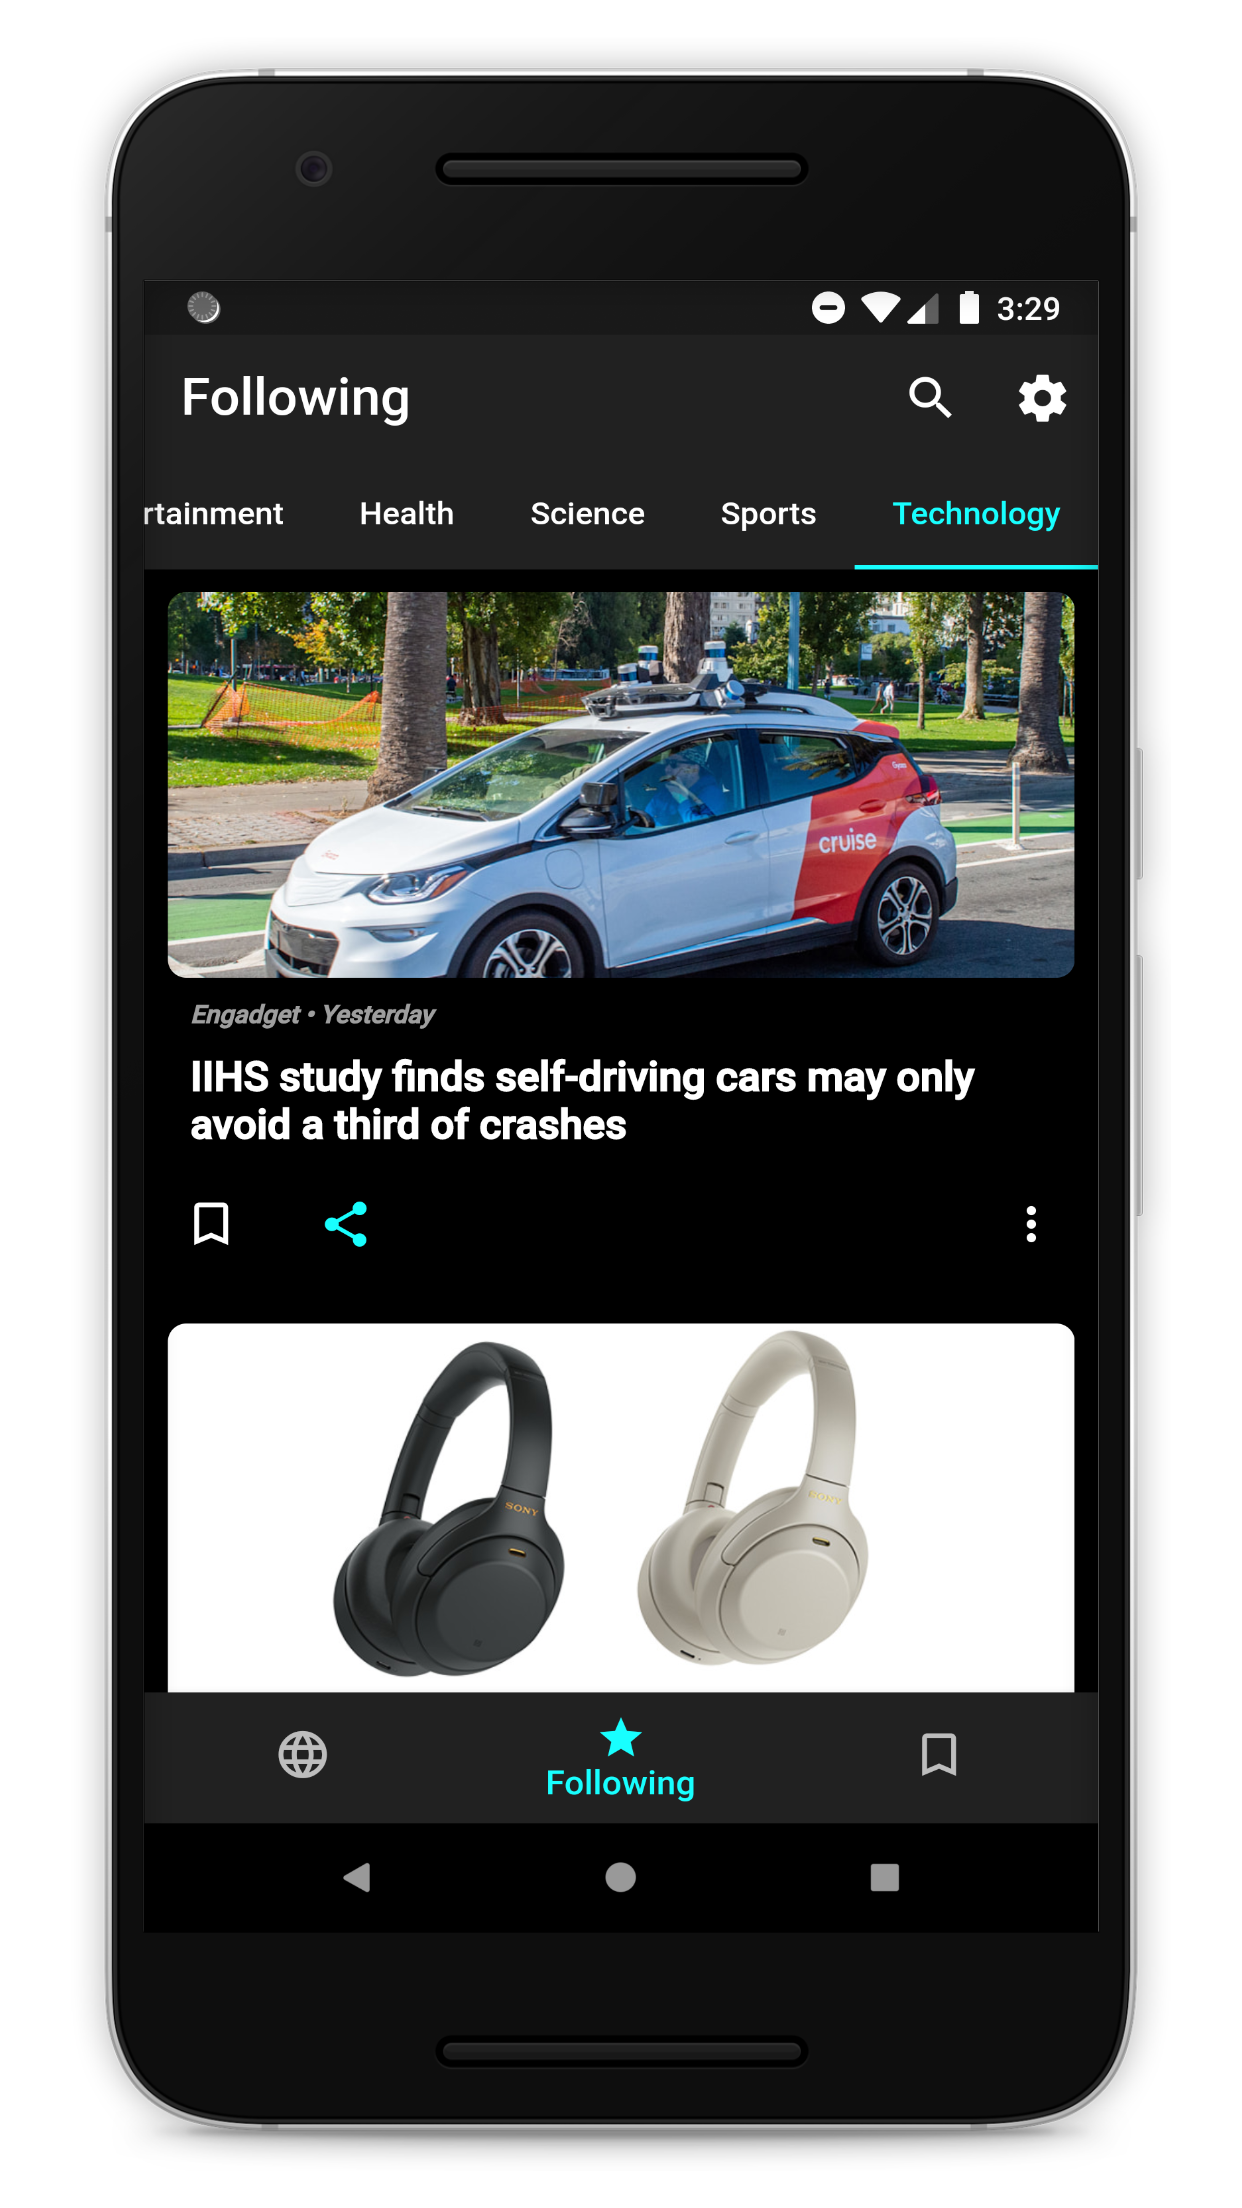 3:29
Following
rtainment Health Science Sports Technology
cruise
Engadget • Yesterday
IIHS study finds self-driving cars may only
avoid a third of crashes
SONY
SONY
Following